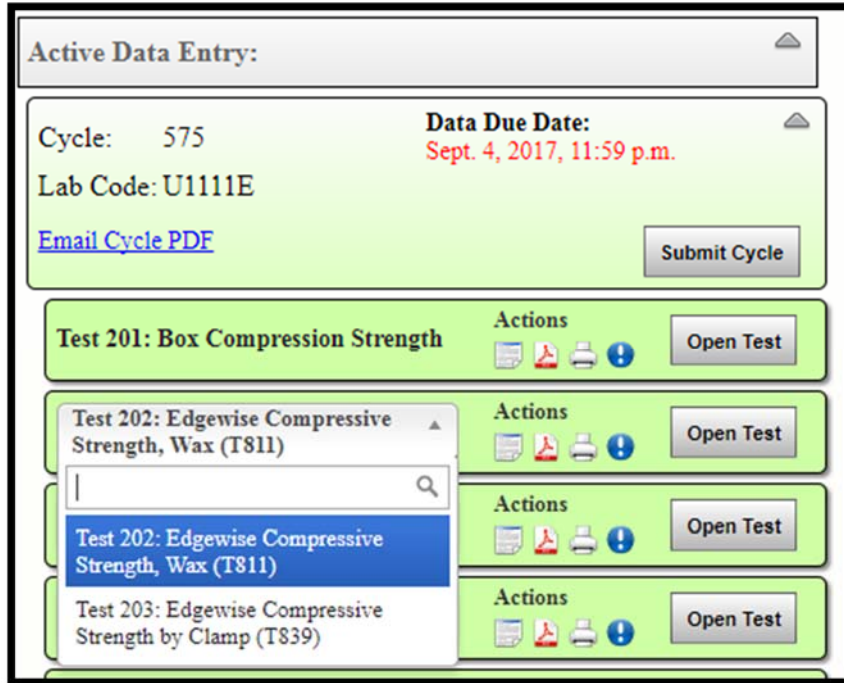 Active Data Entry:
Cycle: 575
Data Due Date:
Sept. 4, 2017, 11:59 p.m.
Lab Code: U1111E
Email Cycle PDF
Submit Cycle
Test 201: Box Compression Strength
Actions
Open Test
Test 202: Edgewise Compressive
Strength, Wax (T811)
Actions
Open Test
Test 202: Edgewise Compressive
Strength, Wax (T811)
Test 203: Edgewise Compressive
Strength by Clamp (T839)
Actions
Open Test
Actions
Open Test